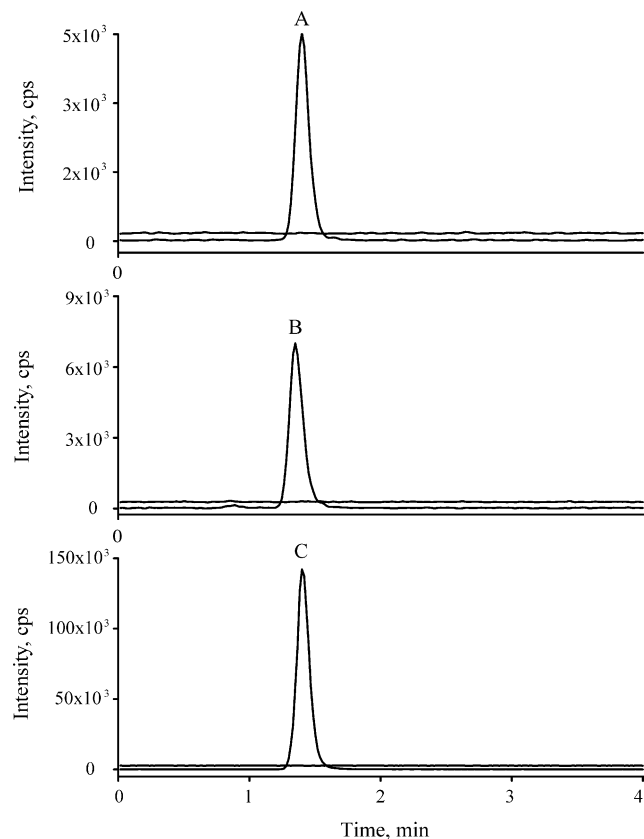 A
5x10³
3x10³
2x10³
0
0
Intensity, cps
B
9x10³
6x10³
3x10³
0
0
Intensity, cps
C
150x10³
100x10³
50x10³
0
0 1 2 3 4
Intensity, cps
Time, min